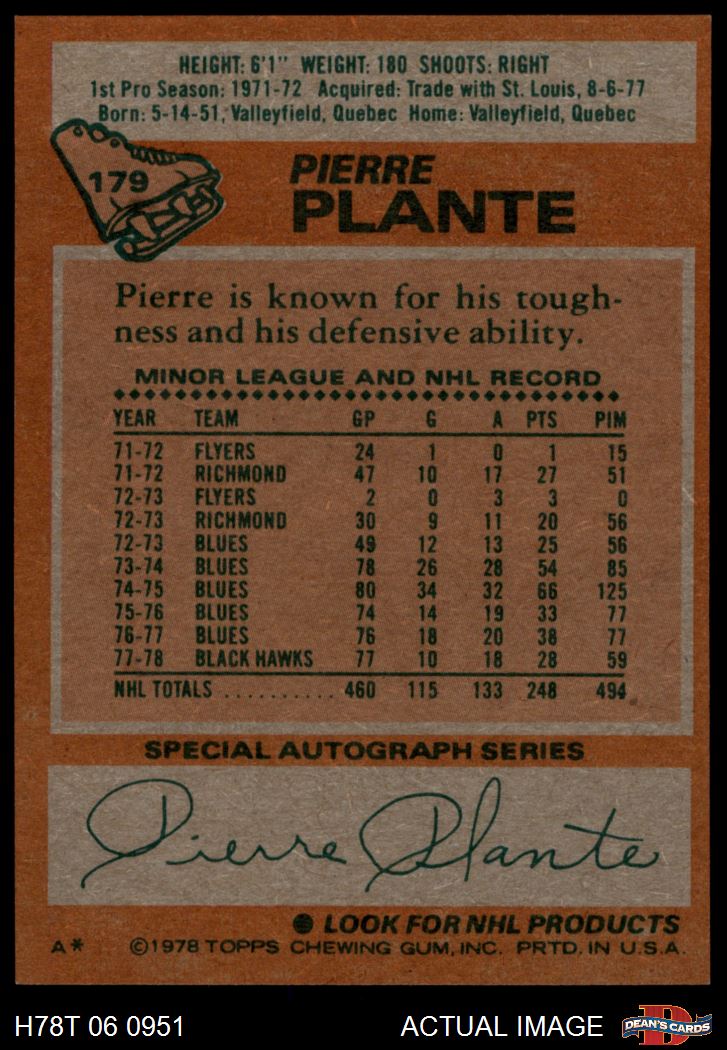 HEIGHT: 6'1" WEIGHT: 180 SHOOTS: RIGHT
1st Pro Season: 1971-72 Acquired: Trade with St. Louis, 8-6-77
Born: 5-14-51, Valleyfield, Quebec Home: Valleyfield, Quebec
179
PIERRE
PLANTE
Pierre is known for his tough-
ness and his defensive ability.
MINOR LEAGUE AND NHL RECORD
YEAR TEAM GP G A PTS PIM
71-72 FLYERS 24 1 0 1 15
71-72 RICHMOND 47 10 17 27 51
72-73 FLYERS 2 0 3 3 0
72-73 RICHMOND 30 9 11 20 56
72-73 BLUES 49 12 13 25 56
73-74 BLUES 78 26 28 54 85
74-75 BLUES 80 34 32 66 125
75-76 BLUES 74 14 19 33 77
76-77 BLUES 76 18 20 38 77
77-78 BLACK HAWKS 77 10 18 28 59
NHL TOTALS .......... 460 115 133 248 494
SPECIAL AUTOGRAPH SERIES
Pierre Plante
● LOOK FOR NHL PRODUCTS
A* ©1978 TOPPS CHEWING GUM, INC. PRTD. IN U.S.A.
H78T 06 0951 ACTUAL IMAGE DEAN'S CARDS